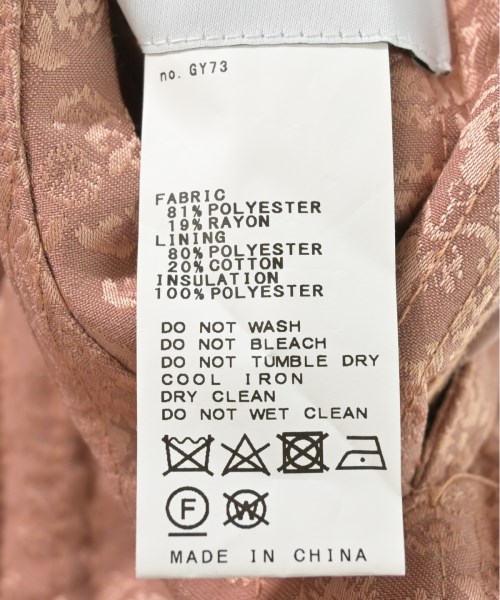 no. GY73
FABRIC
81% POLYESTER
19% RAYON
LINING
80% POLYESTER
20% COTTON
INSULATION
100% POLYESTER
DO NOT WASH
DO NOT BLEACH
DO NOT TUMBLE DRY
COOL IRON
DRY CLEAN
DO NOT WET CLEAN
F W
MADE IN CHINA